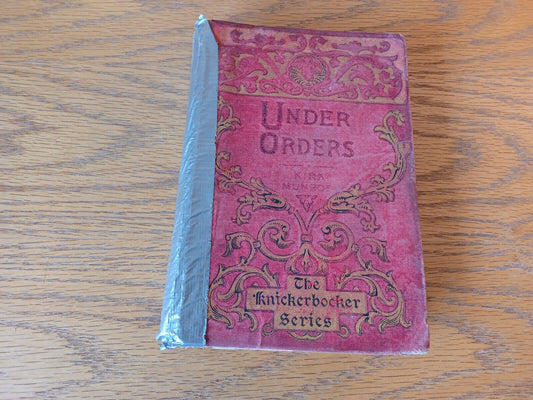 UNDER
ORDERS
KIRK
MUNROE
The
Knickerbocker
Series